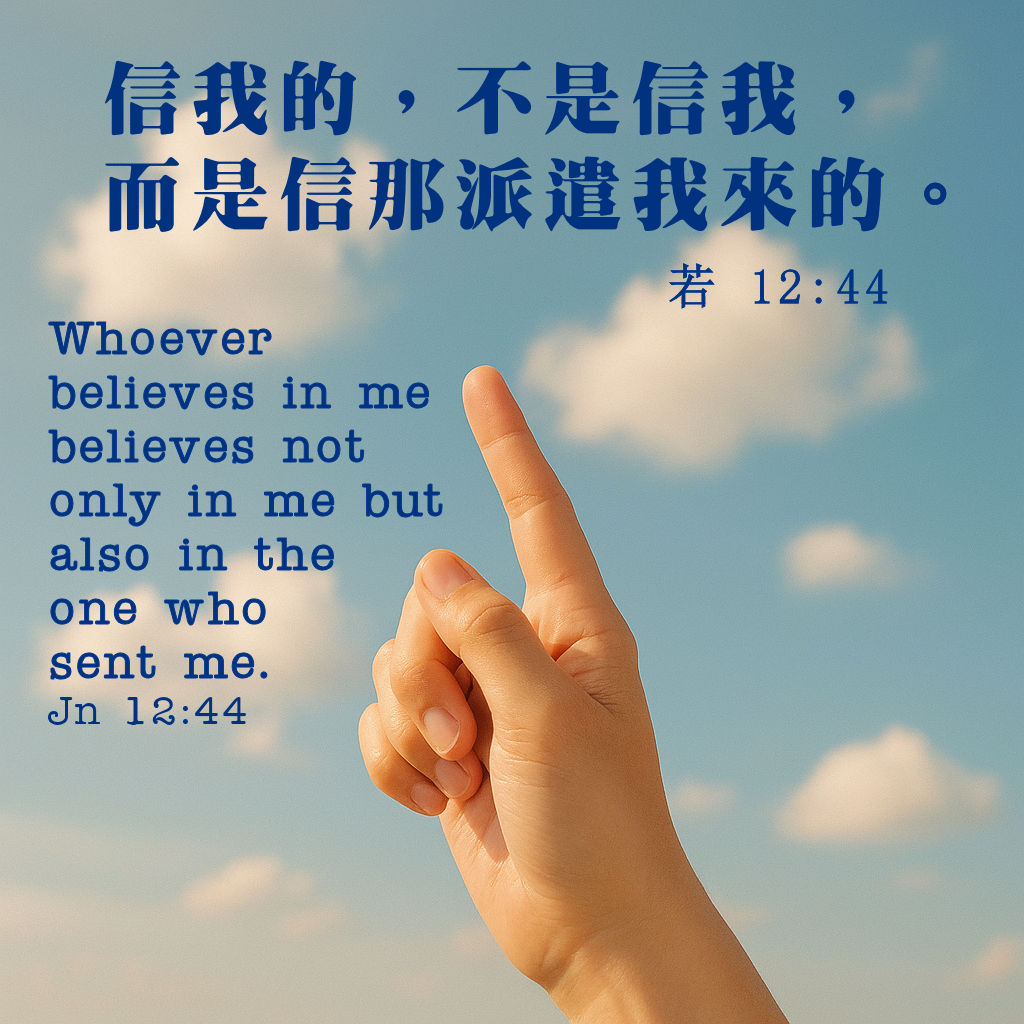 信我的，不是信我，
而是信那派遣我來的。
若 12:44
Whoever
believes in me
believes not
only in me but
also in the
one who
sent me.
Jn 12:44